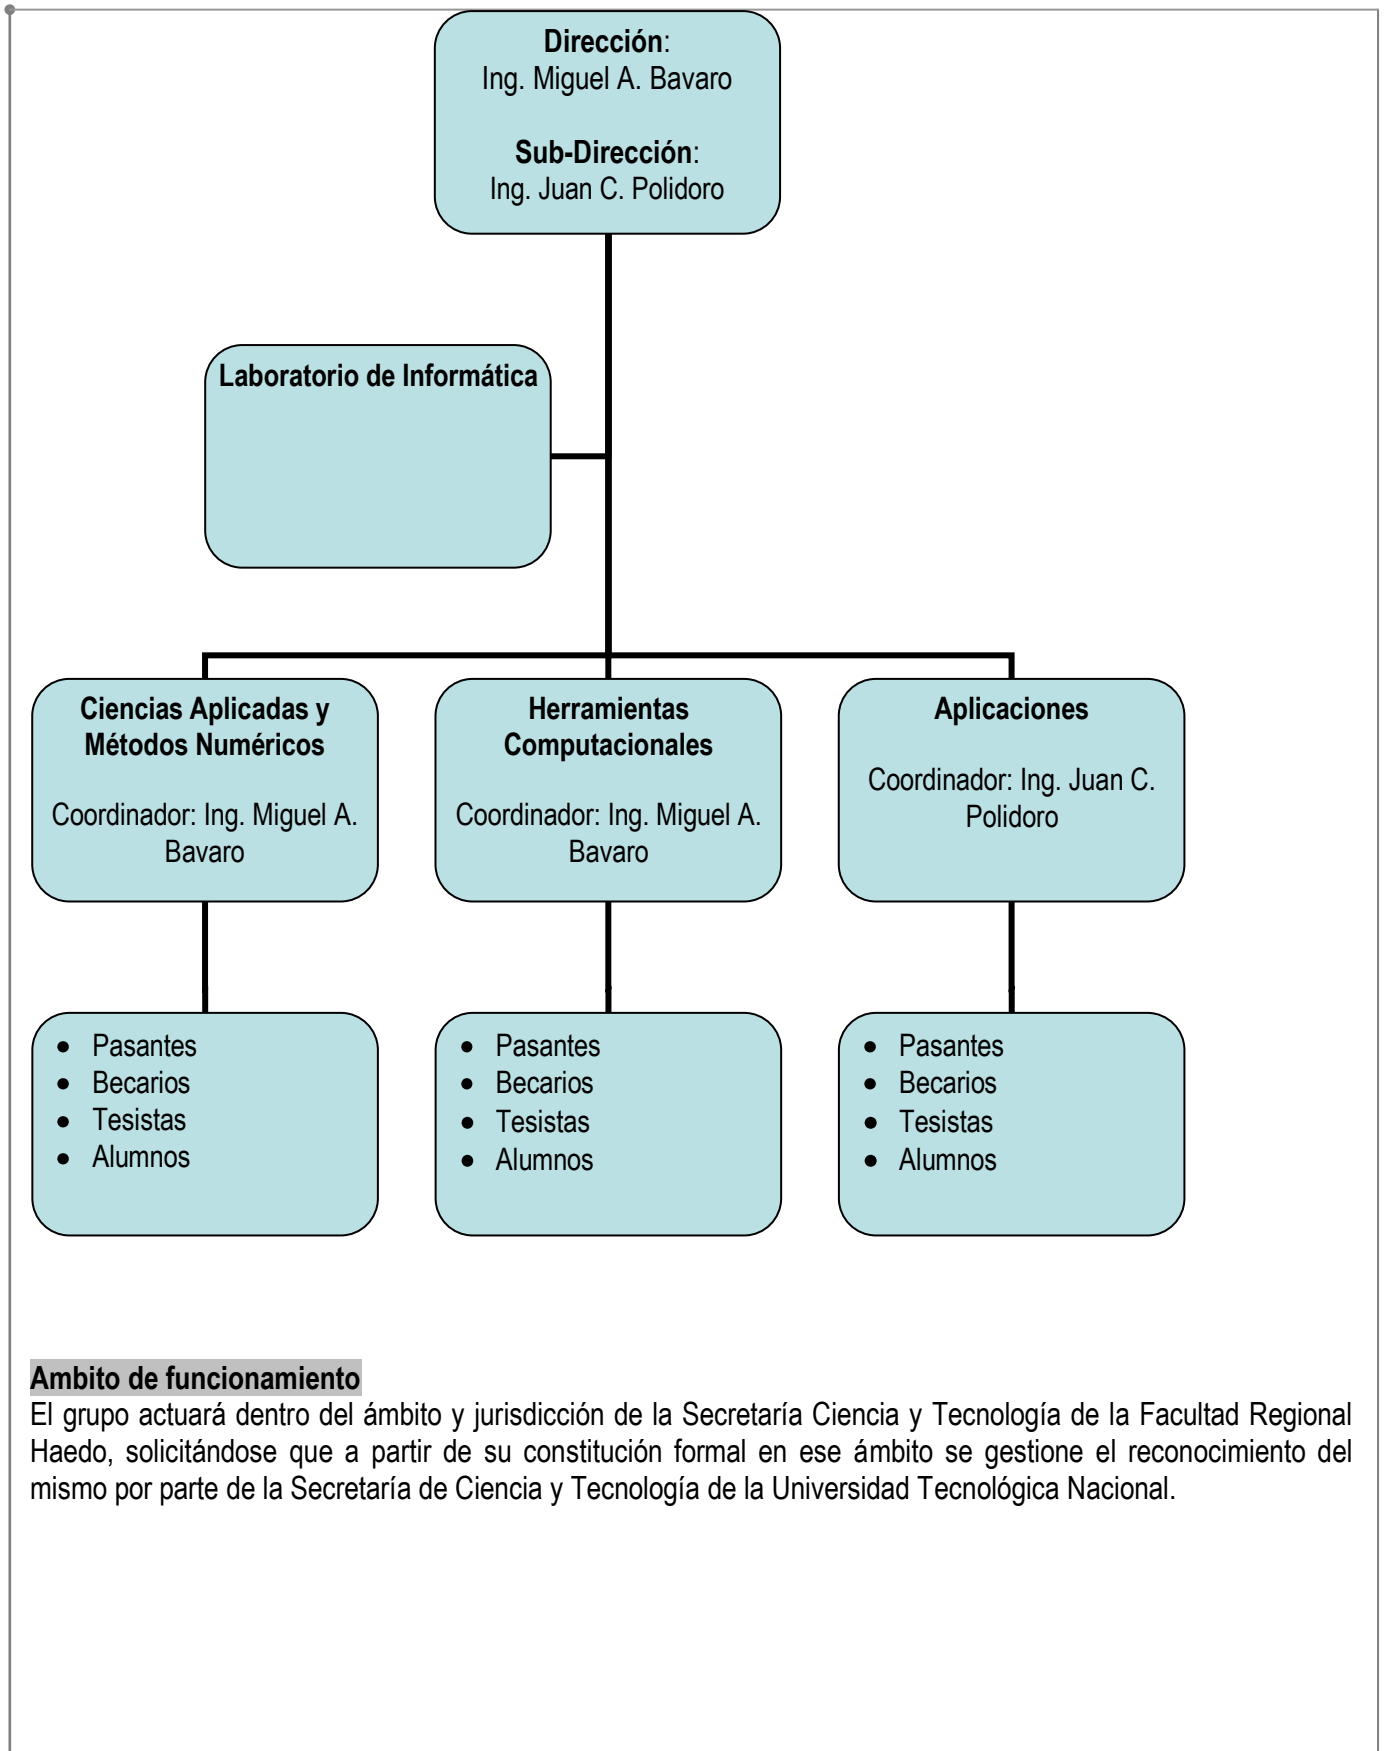 Dirección:
Ing. Miguel A. Bavaro
Sub-Dirección:
Ing. Juan C. Polidoro
Laboratorio de Informática
Ciencias Aplicadas y
Métodos Numéricos
Coordinador: Ing. Miguel A.
Bavaro
Herramientas
Computacionales
Coordinador: Ing. Miguel A.
Bavaro
Aplicaciones
Coordinador: Ing. Juan C.
Polidoro
• Pasantes
• Becarios
• Tesistas
• Alumnos
• Pasantes
• Becarios
• Tesistas
• Alumnos
• Pasantes
• Becarios
• Tesistas
• Alumnos
Ambito de funcionamiento
El grupo actuará dentro del ámbito y jurisdicción de la Secretaría Ciencia y Tecnología de la Facultad Regional
Haedo, solicitándose que a partir de su constitución formal en ese ámbito se gestione el reconocimiento del
mismo por parte de la Secretaría de Ciencia y Tecnología de la Universidad Tecnológica Nacional.